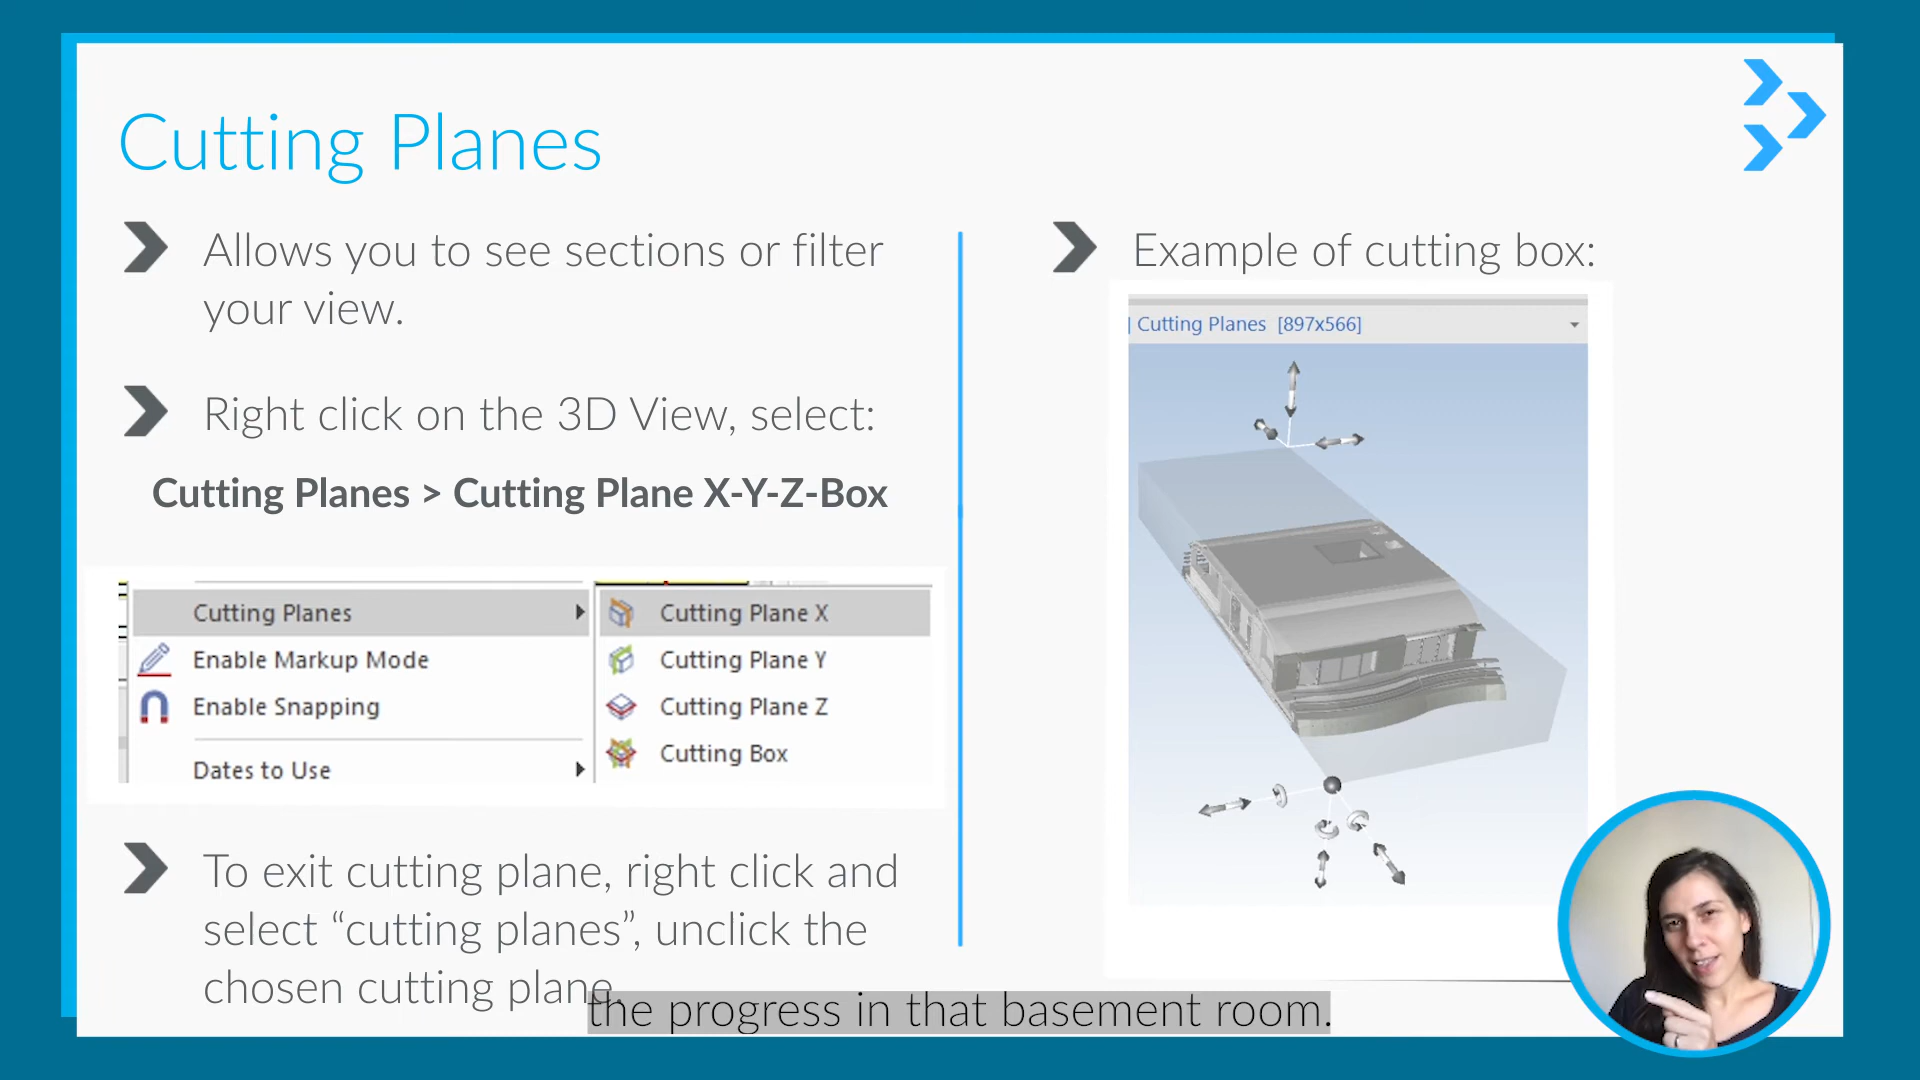 Cutting Planes
Allows you to see sections or filter
your view.
Right click on the 3D View, select:
Cutting Planes > Cutting Plane X-Y-Z-Box
Cutting Planes
Enable Markup Mode
Enable Snapping
Dates to Use
Cutting Plane X
Cutting Plane Y
Cutting Plane Z
Cutting Box
To exit cutting plane, right click and
select “cutting planes”, unclick the
chosen cutting plane.
Example of cutting box:
| Cutting Planes [897x566]
the progress in that basement room.